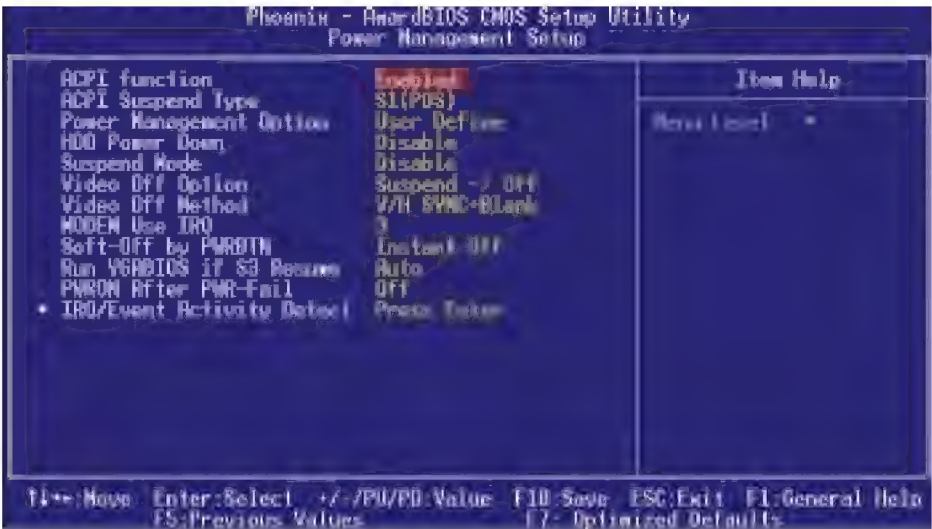 Phoenix - AwardBIOS CMOS Setup Utility
Power Management Setup
ACPI function Enabled
ACPI Suspend Type S1(POS)
Power Management Option User Define
HDD Power Down Disable
Suspend Mode Disable
Video Off Option Suspend -> Off
Video Off Method V/H SYNC+Blank
MODEM Use IRQ 3
Soft-Off by PWRBTN Instant-Off
Run VGABIOS if S3 Resume Auto
PWRON After PWR-Fail Off
IRQ/Event Activity Detect Press Enter
Item Help
Menu Level
↑↓→←:Move Enter:Select +/-/PU/PD:Value F10:Save ESC:Exit F1:General Help
F5:Previous Values F7: Optimized Defaults